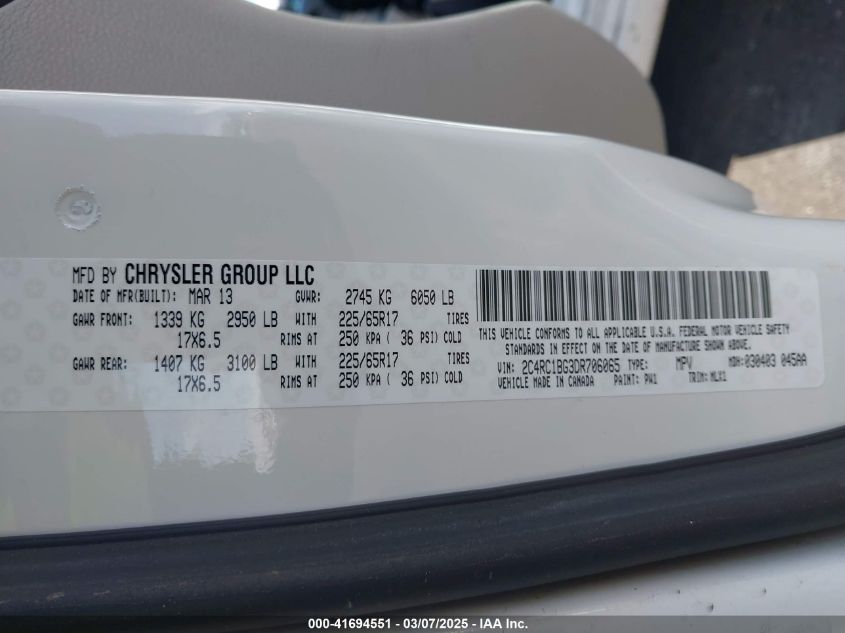 MFD BY CHRYSLER GROUP LLC
DATE OF MFR(BUILT): MAR 13 GVWR: 2745 KG 6050 LB
GAWR FRONT: 1339 KG 2950 LB WITH 225/65R17 TIRES
17X6.5 RIMS AT 250 KPA ( 36 PSI) COLD
GAWR REAR: 1407 KG 3100 LB WITH 225/65R17 TIRES
17X6.5 RIMS AT 250 KPA ( 36 PSI) COLD
THIS VEHICLE CONFORMS TO ALL APPLICABLE U.S.A. FEDERAL MOTOR VEHICLE SAFETY
STANDARDS IN EFFECT ON THE DATE OF MANUFACTURE SHOWN ABOVE.
VIN: 2C4RC1BG3DR706065 TYPE: MPV MDH:030403 045AA
VEHICLE MADE IN CANADA PAINT: PW1 TRIM: MLX1
000-41694551 — 03/07/2025 — IAA Inc.